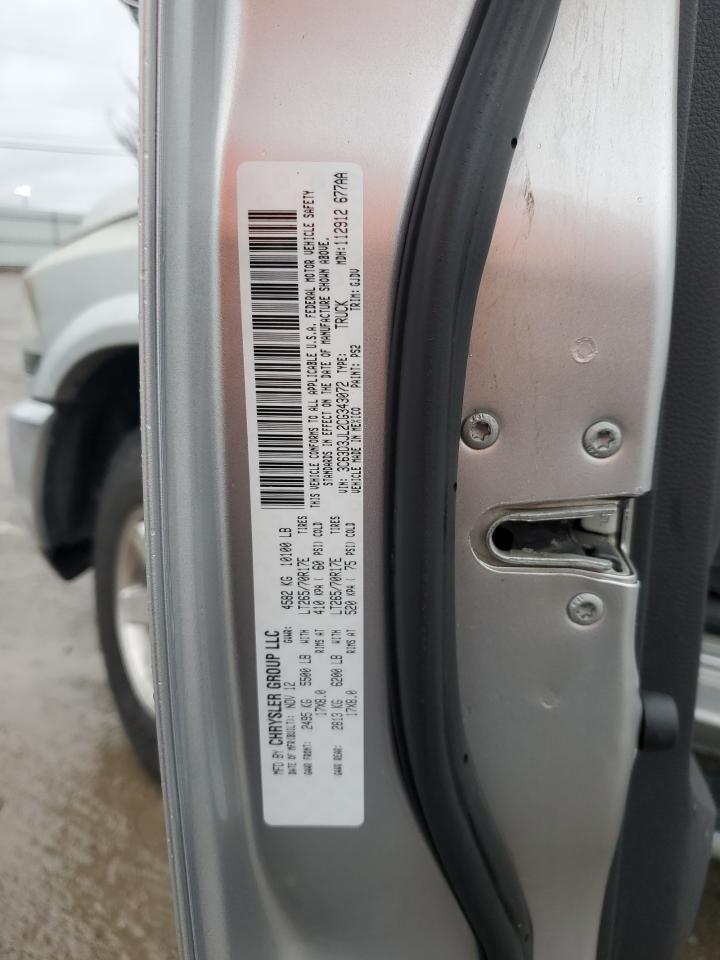 MFD BY CHRYSLER GROUP LLC
DATE OF MFR(BUILT): NOV 12 GVWR: 4582 KG 10100 LB
GAWR FRONT: 2495 KG 5500 LB WITH LT265/70R17E TIRES
17X8.0 RIMS AT 410 KPA ( 60 PSI) COLD
GAWR REAR: 2813 KG 6200 LB WITH LT265/70R17E TIRES
17X8.0 RIMS AT 520 KPA ( 75 PSI) COLD
THIS VEHICLE CONFORMS TO ALL APPLICABLE U.S.A. FEDERAL MOTOR VEHICLE SAFETY
STANDARDS IN EFFECT ON THE DATE OF MANUFACTURE SHOWN ABOVE.
VIN: 3C63D3JL2CG343072 TYPE: TRUCK MDH: 112912 677AA
VEHICLE MADE IN MEXICO PAINT: PS2 TRIM: GJDV